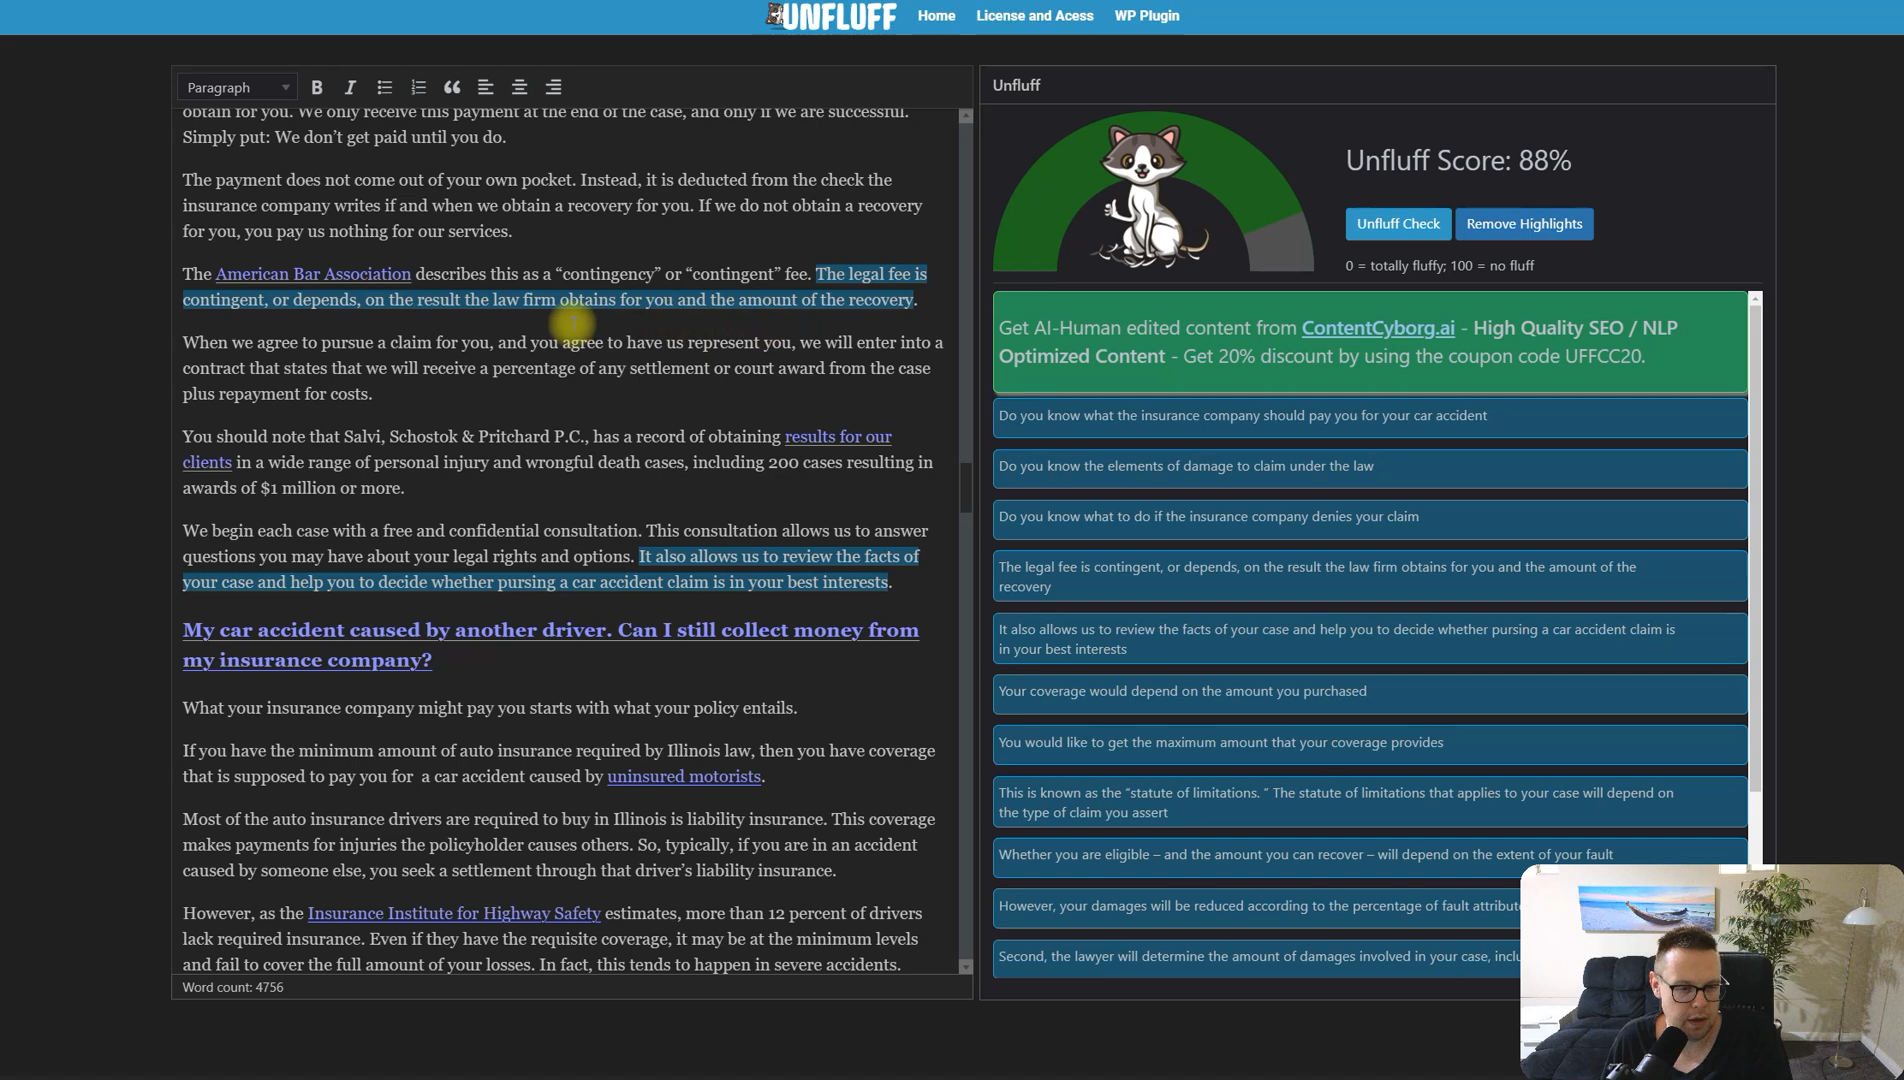 UNFLUFF
Home
License and Acess
WP Plugin
Paragraph
obtain for you. We only receive this payment at the end of the case, and only if we are successful.
Simply put: We don’t get paid until you do.
The payment does not come out of your own pocket. Instead, it is deducted from the check the
insurance company writes if and when we obtain a recovery for you. If we do not obtain a recovery
for you, you pay us nothing for our services.
The American Bar Association describes this as a “contingency” or “contingent” fee. The legal fee is
contingent, or depends, on the result the law firm obtains for you and the amount of the recovery.
When we agree to pursue a claim for you, and you agree to have us represent you, we will enter into a
contract that states that we will receive a percentage of any settlement or court award from the case
plus repayment for costs.
You should note that Salvi, Schostok & Pritchard P.C., has a record of obtaining results for our
clients in a wide range of personal injury and wrongful death cases, including 200 cases resulting in
awards of $1 million or more.
We begin each case with a free and confidential consultation. This consultation allows us to answer
questions you may have about your legal rights and options. It also allows us to review the facts of
your case and help you to decide whether pursing a car accident claim is in your best interests.
My car accident caused by another driver. Can I still collect money from
my insurance company?
What your insurance company might pay you starts with what your policy entails.
If you have the minimum amount of auto insurance required by Illinois law, then you have coverage
that is supposed to pay you for  a car accident caused by uninsured motorists.
Most of the auto insurance drivers are required to buy in Illinois is liability insurance. This coverage
makes payments for injuries the policyholder causes others. So, typically, if you are in an accident
caused by someone else, you seek a settlement through that driver’s liability insurance.
However, as the Insurance Institute for Highway Safety estimates, more than 12 percent of drivers
lack required insurance. Even if they have the requisite coverage, it may be at the minimum levels
and fail to cover the full amount of your losses. In fact, this tends to happen in severe accidents.
Word count: 4756
Unfluff
Unfluff Score: 88%
Unfluff Check
Remove Highlights
0 = totally fluffy; 100 = no fluff
Get AI-Human edited content from ContentCyborg.ai - High Quality SEO / NLP
Optimized Content - Get 20% discount by using the coupon code UFFCC20.
Do you know what the insurance company should pay you for your car accident
Do you know the elements of damage to claim under the law
Do you know what to do if the insurance company denies your claim
The legal fee is contingent, or depends, on the result the law firm obtains for you and the amount of the
recovery
It also allows us to review the facts of your case and help you to decide whether pursing a car accident claim is
in your best interests
Your coverage would depend on the amount you purchased
You would like to get the maximum amount that your coverage provides
This is known as the “statute of limitations. ” The statute of limitations that applies to your case will depend on
the type of claim you assert
Whether you are eligible – and the amount you can recover – will depend on the extent of your fault
However, your damages will be reduced according to the percentage of fault
Second, the lawyer will determine the amount of damages involved in your case,